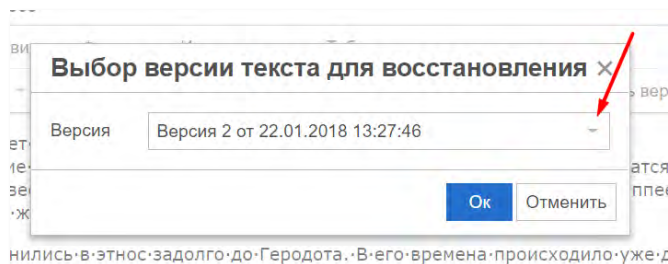 Выбор версии текста для восстановления ×
Версия
Версия 2 от 22.01.2018 13:27:46
Ок
Отменить
нились·в·этнос·задолго·до·Геродота.·В·его·времена·происходило·уже·д